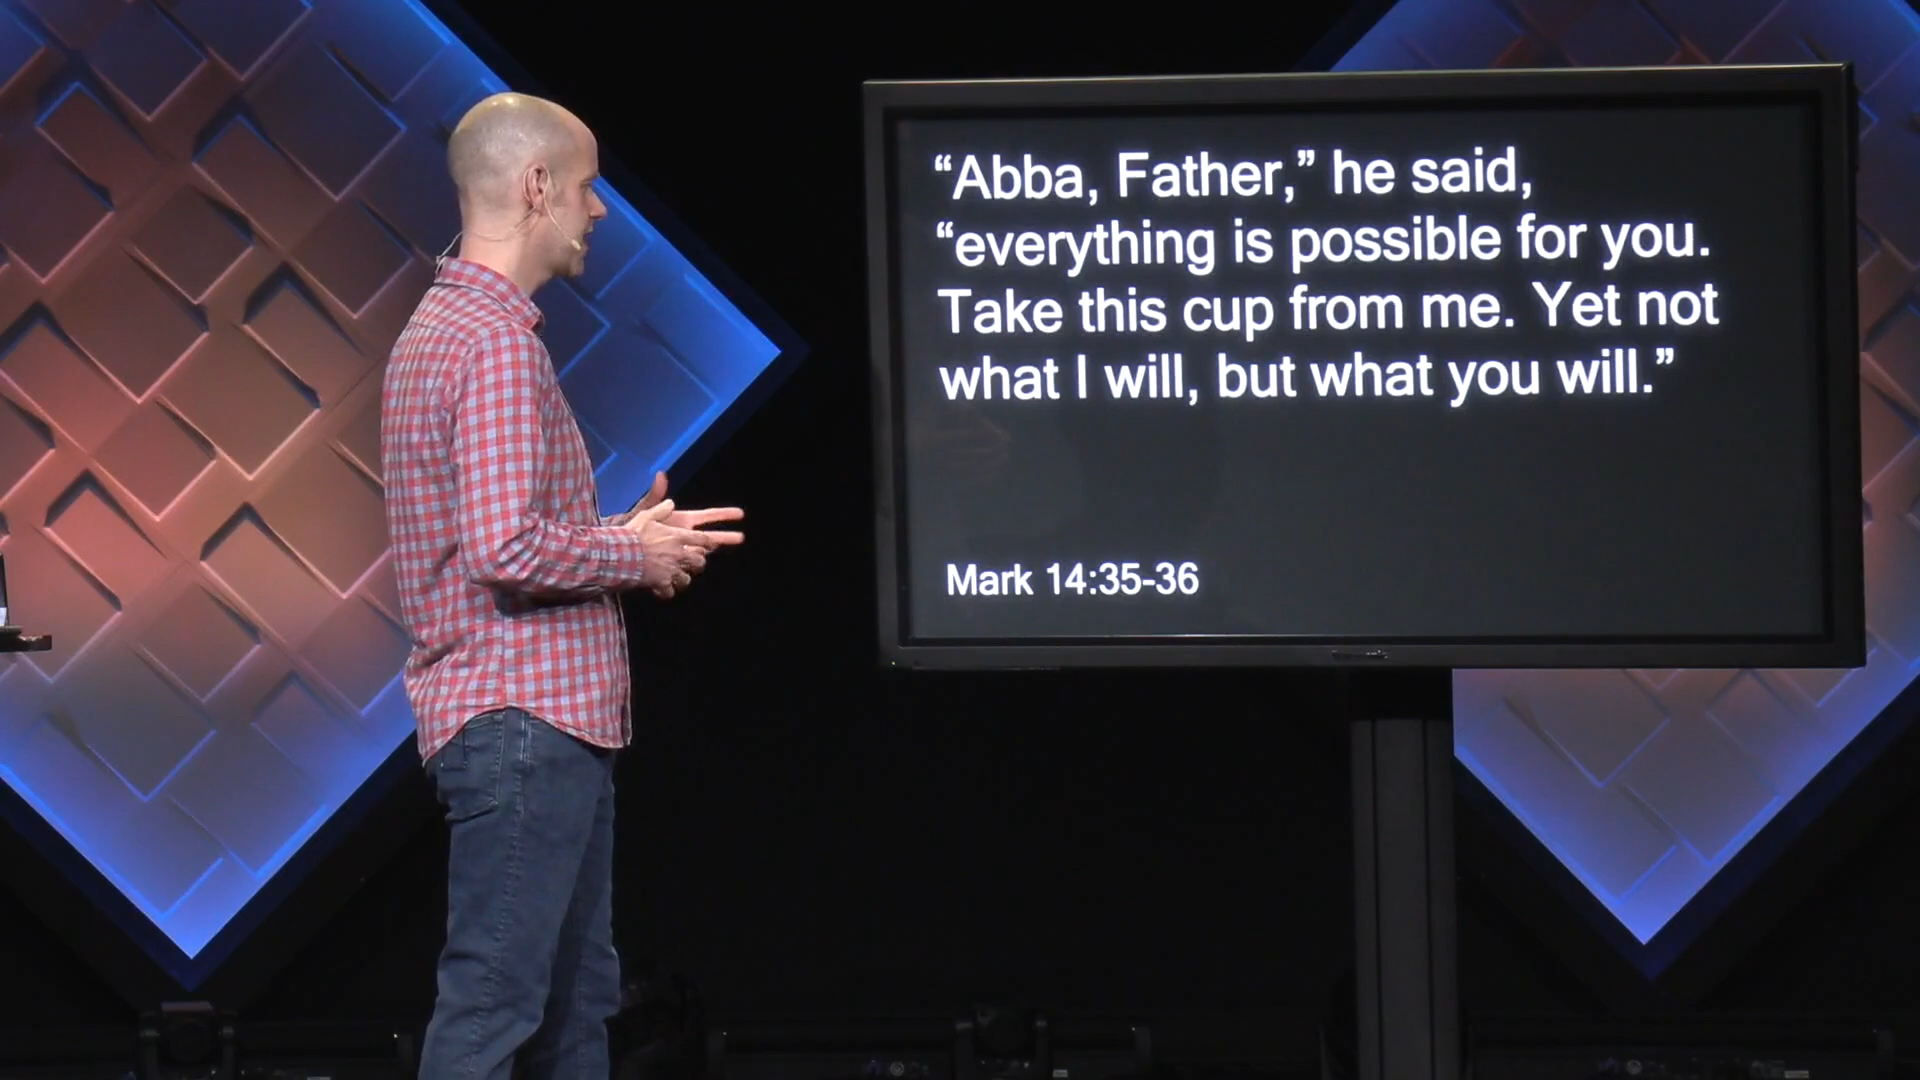 “Abba, Father,” he said,
“everything is possible for you.
Take this cup from me. Yet not
what I will, but what you will.”
Mark 14:35-36